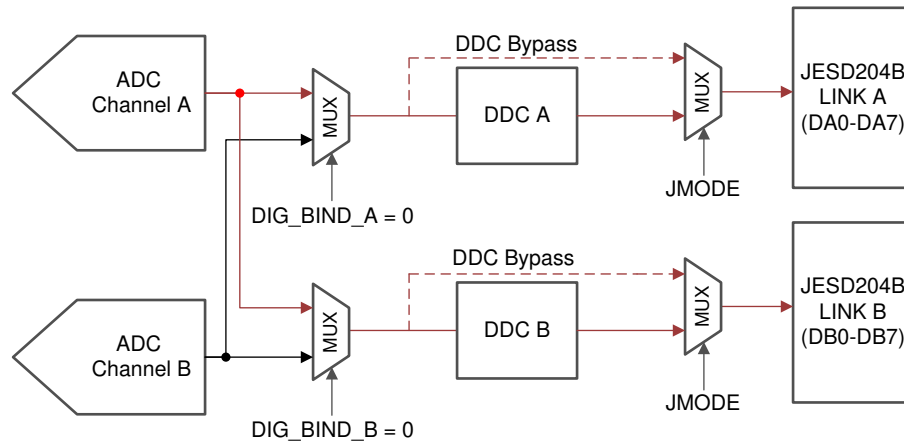 ADC
Channel A
MUX
DIG_BIND_A = 0
DDC Bypass
DDC A
MUX
JMODE
JESD204B
LINK A
(DA0-DA7)
ADC
Channel B
MUX
DIG_BIND_B = 0
DDC Bypass
DDC B
MUX
JMODE
JESD204B
LINK B
(DB0-DB7)